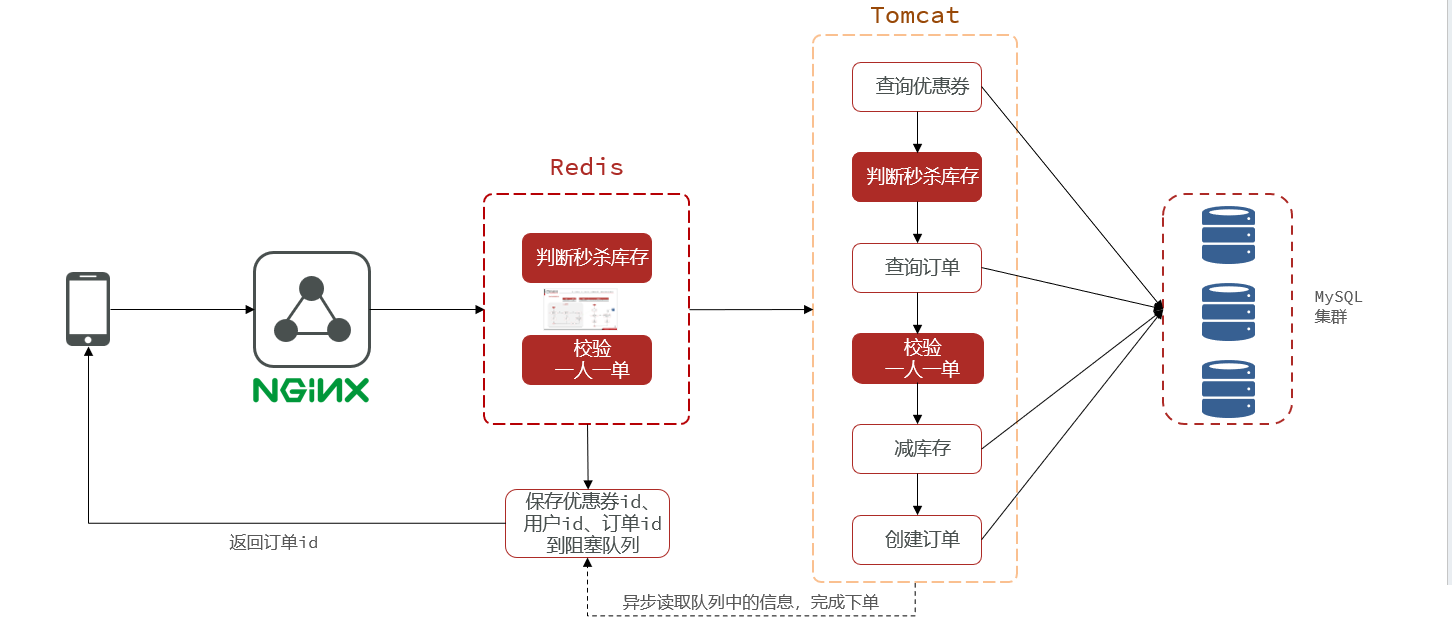 Tomcat
查询优惠券
判断秒杀库存
查询订单
校验
一人一单
减库存
创建订单
Redis
判断秒杀库存
校验
一人一单
NGINX
MySQL
集群
保存优惠券id、
用户id、订单id
到阻塞队列
返回订单id
异步读取队列中的信息，完成下单